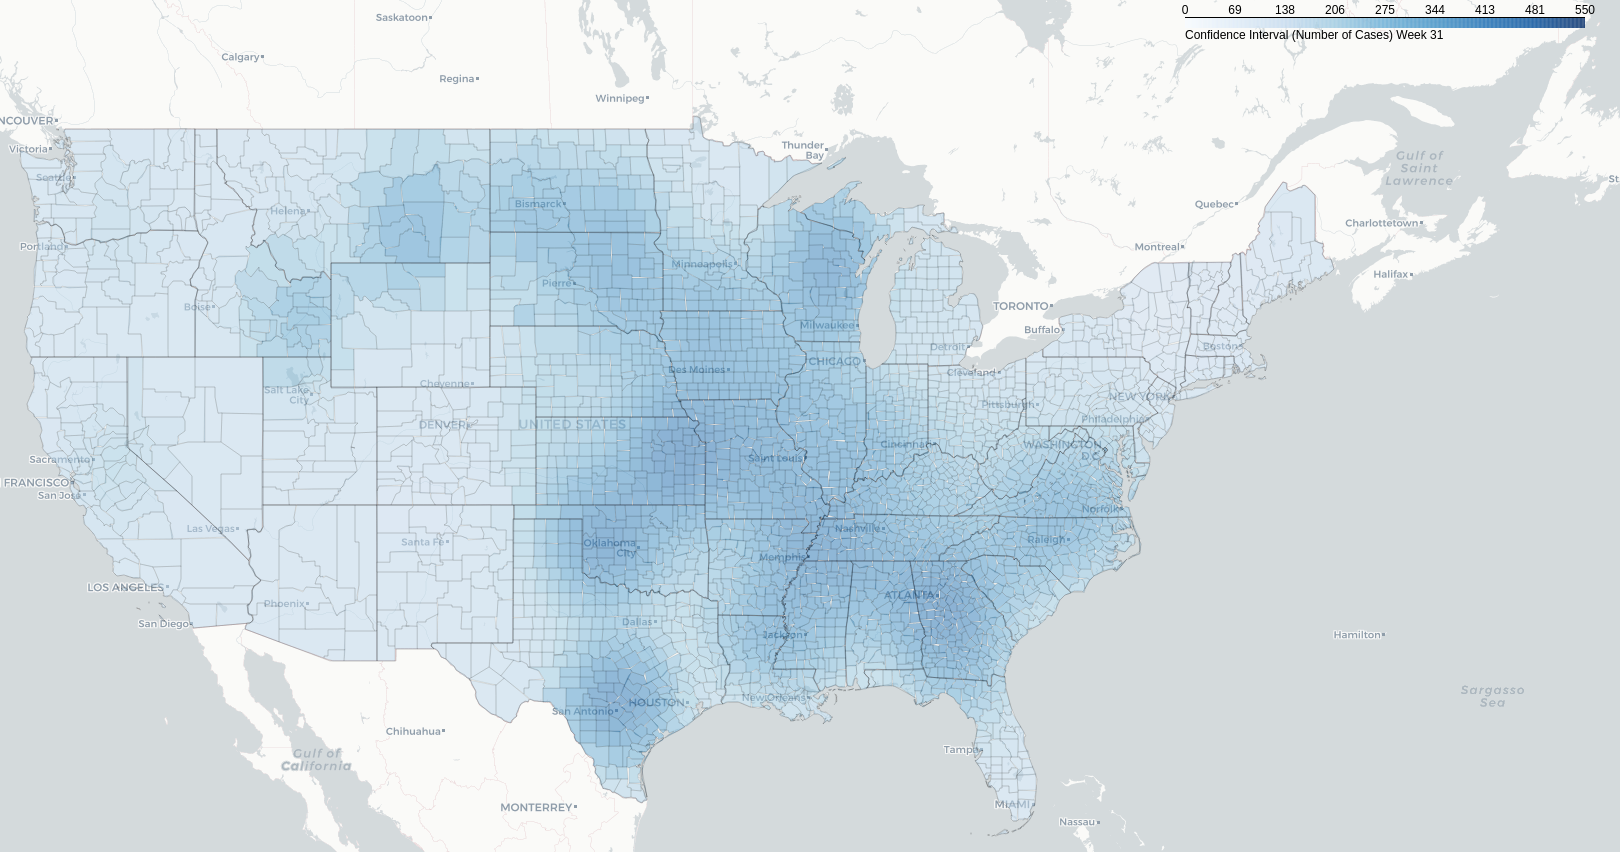 0 69 138 206 275 344 413 481 550
Confidence Interval (Number of Cases) Week 31
Saskatoon
Calgary
Regina
Winnipeg
NCOUVER
Victoria
Thunder
Bay
Gulf of
Saint
Lawrence
St
Seattle
Quebec
Bismarck
Helena
Charlottetown
Portland
Montreal
Minneapolis
Halifax
Pierre
Boise
TORONTO
Milwaukee
Buffalo
Detroit
Boston
CHICAGO
Des Moines
Cleveland
Cheyenne
Salt Lake
City
NEW YORK
Pittsburgh
Philadelphia
DENVER
UNITED STATES
Cincinnati
WASHINGTON
D.C.
Sacramento
Saint Louis
FRANCISCO
San Jose
Norfolk
Las Vegas
Nashville
Santa Fe
Oklahoma
City
Raleigh
Memphis
LOS ANGELES
ATLANTA
Phoenix
San Diego
Dallas
Jackson
Hamilton
Sargasso
Sea
New Orleans
HOUSTON
San Antonio
Chihuahua
Gulf of
California
Tampa
MONTERREY
MIAMI
Nassau